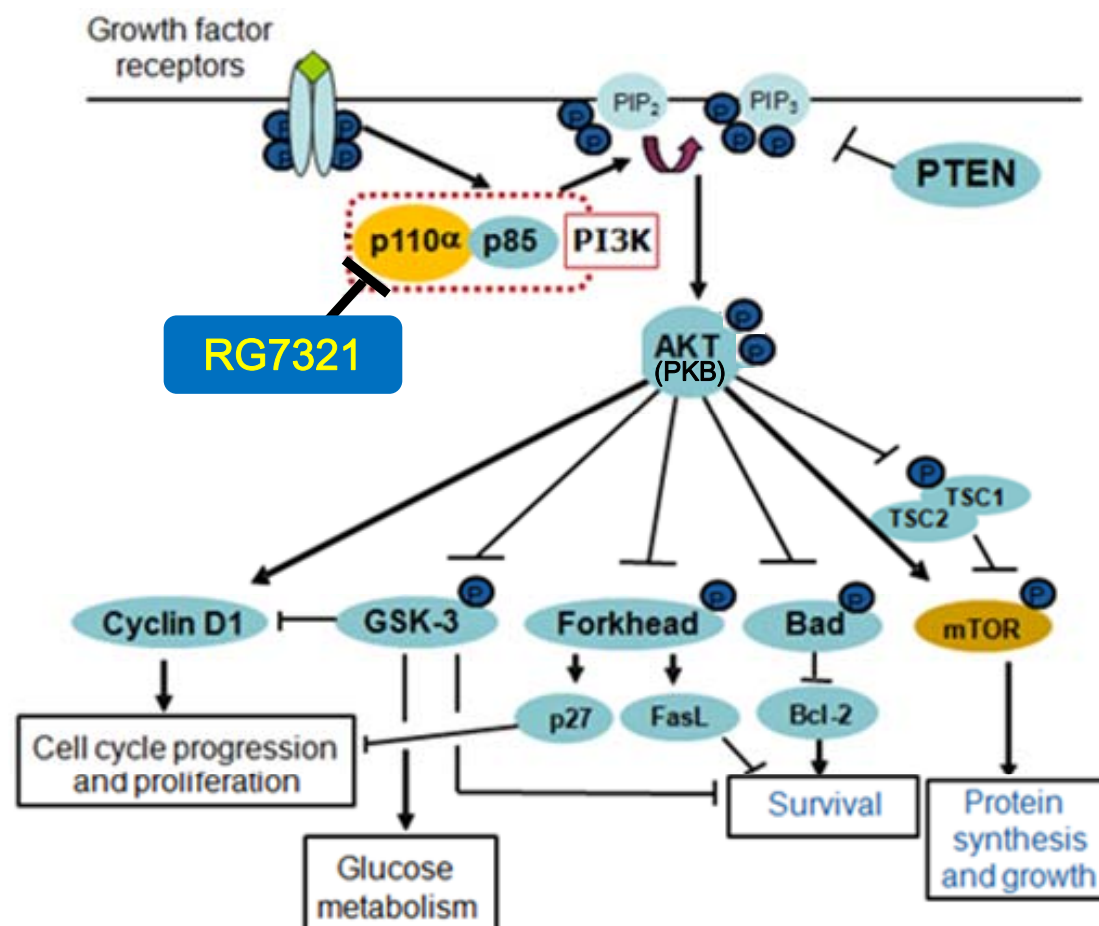 Growth factor
receptors
P
P
P
P
P
P
PIP₂
P
P
P
PIP₃
PTEN
p110α
p85
PI3K
RG7321
AKT
(PKB)
P
P
P
TSC1
TSC2
Cyclin D1
GSK-3
P
Forkhead
P
Bad
P
mTOR
P
p27
FasL
Bcl-2
Cell cycle progression
and proliferation
Survival
Protein
synthesis
and growth
Glucose
metabolism